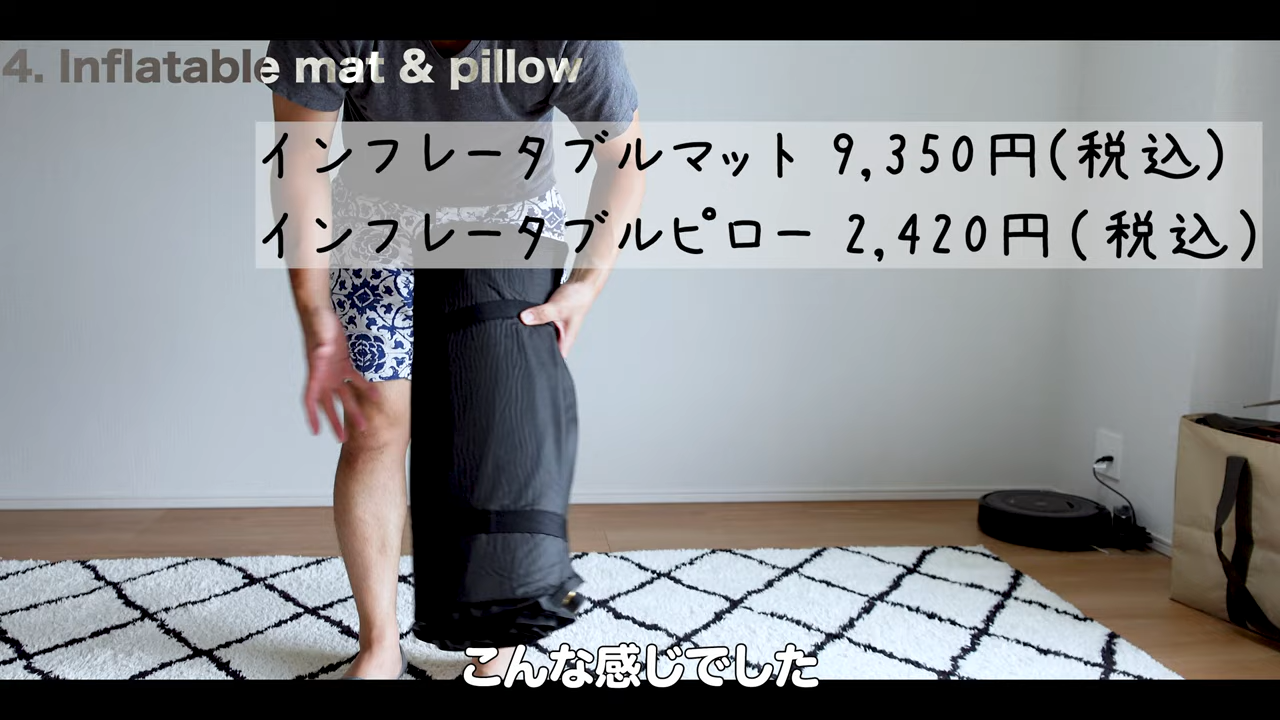 4. Inflatable mat & pillow
インフレータブルマット 9,350円(税込)
インフレータブルピロー 2,420円(税込)
こんな感じでした